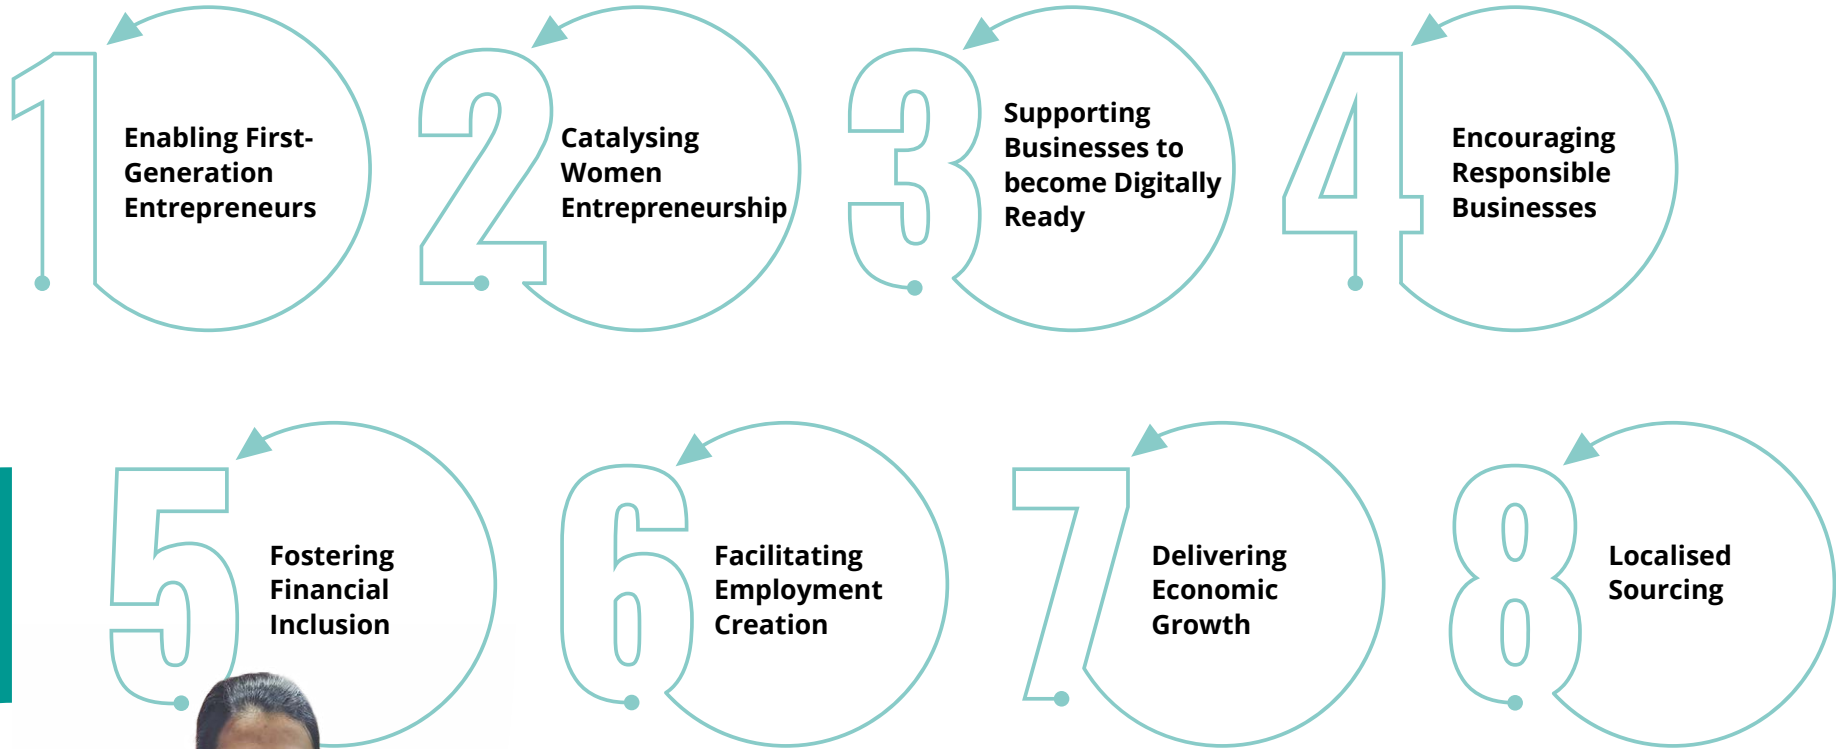 1
Enabling First-
Generation
Entrepreneurs
2
Catalysing
Women
Entrepreneurship
3
Supporting
Businesses to
become Digitally
Ready
4
Encouraging
Responsible
Businesses
5
Fostering
Financial
Inclusion
6
Facilitating
Employment
Creation
7
Delivering
Economic
Growth
8
Localised
Sourcing